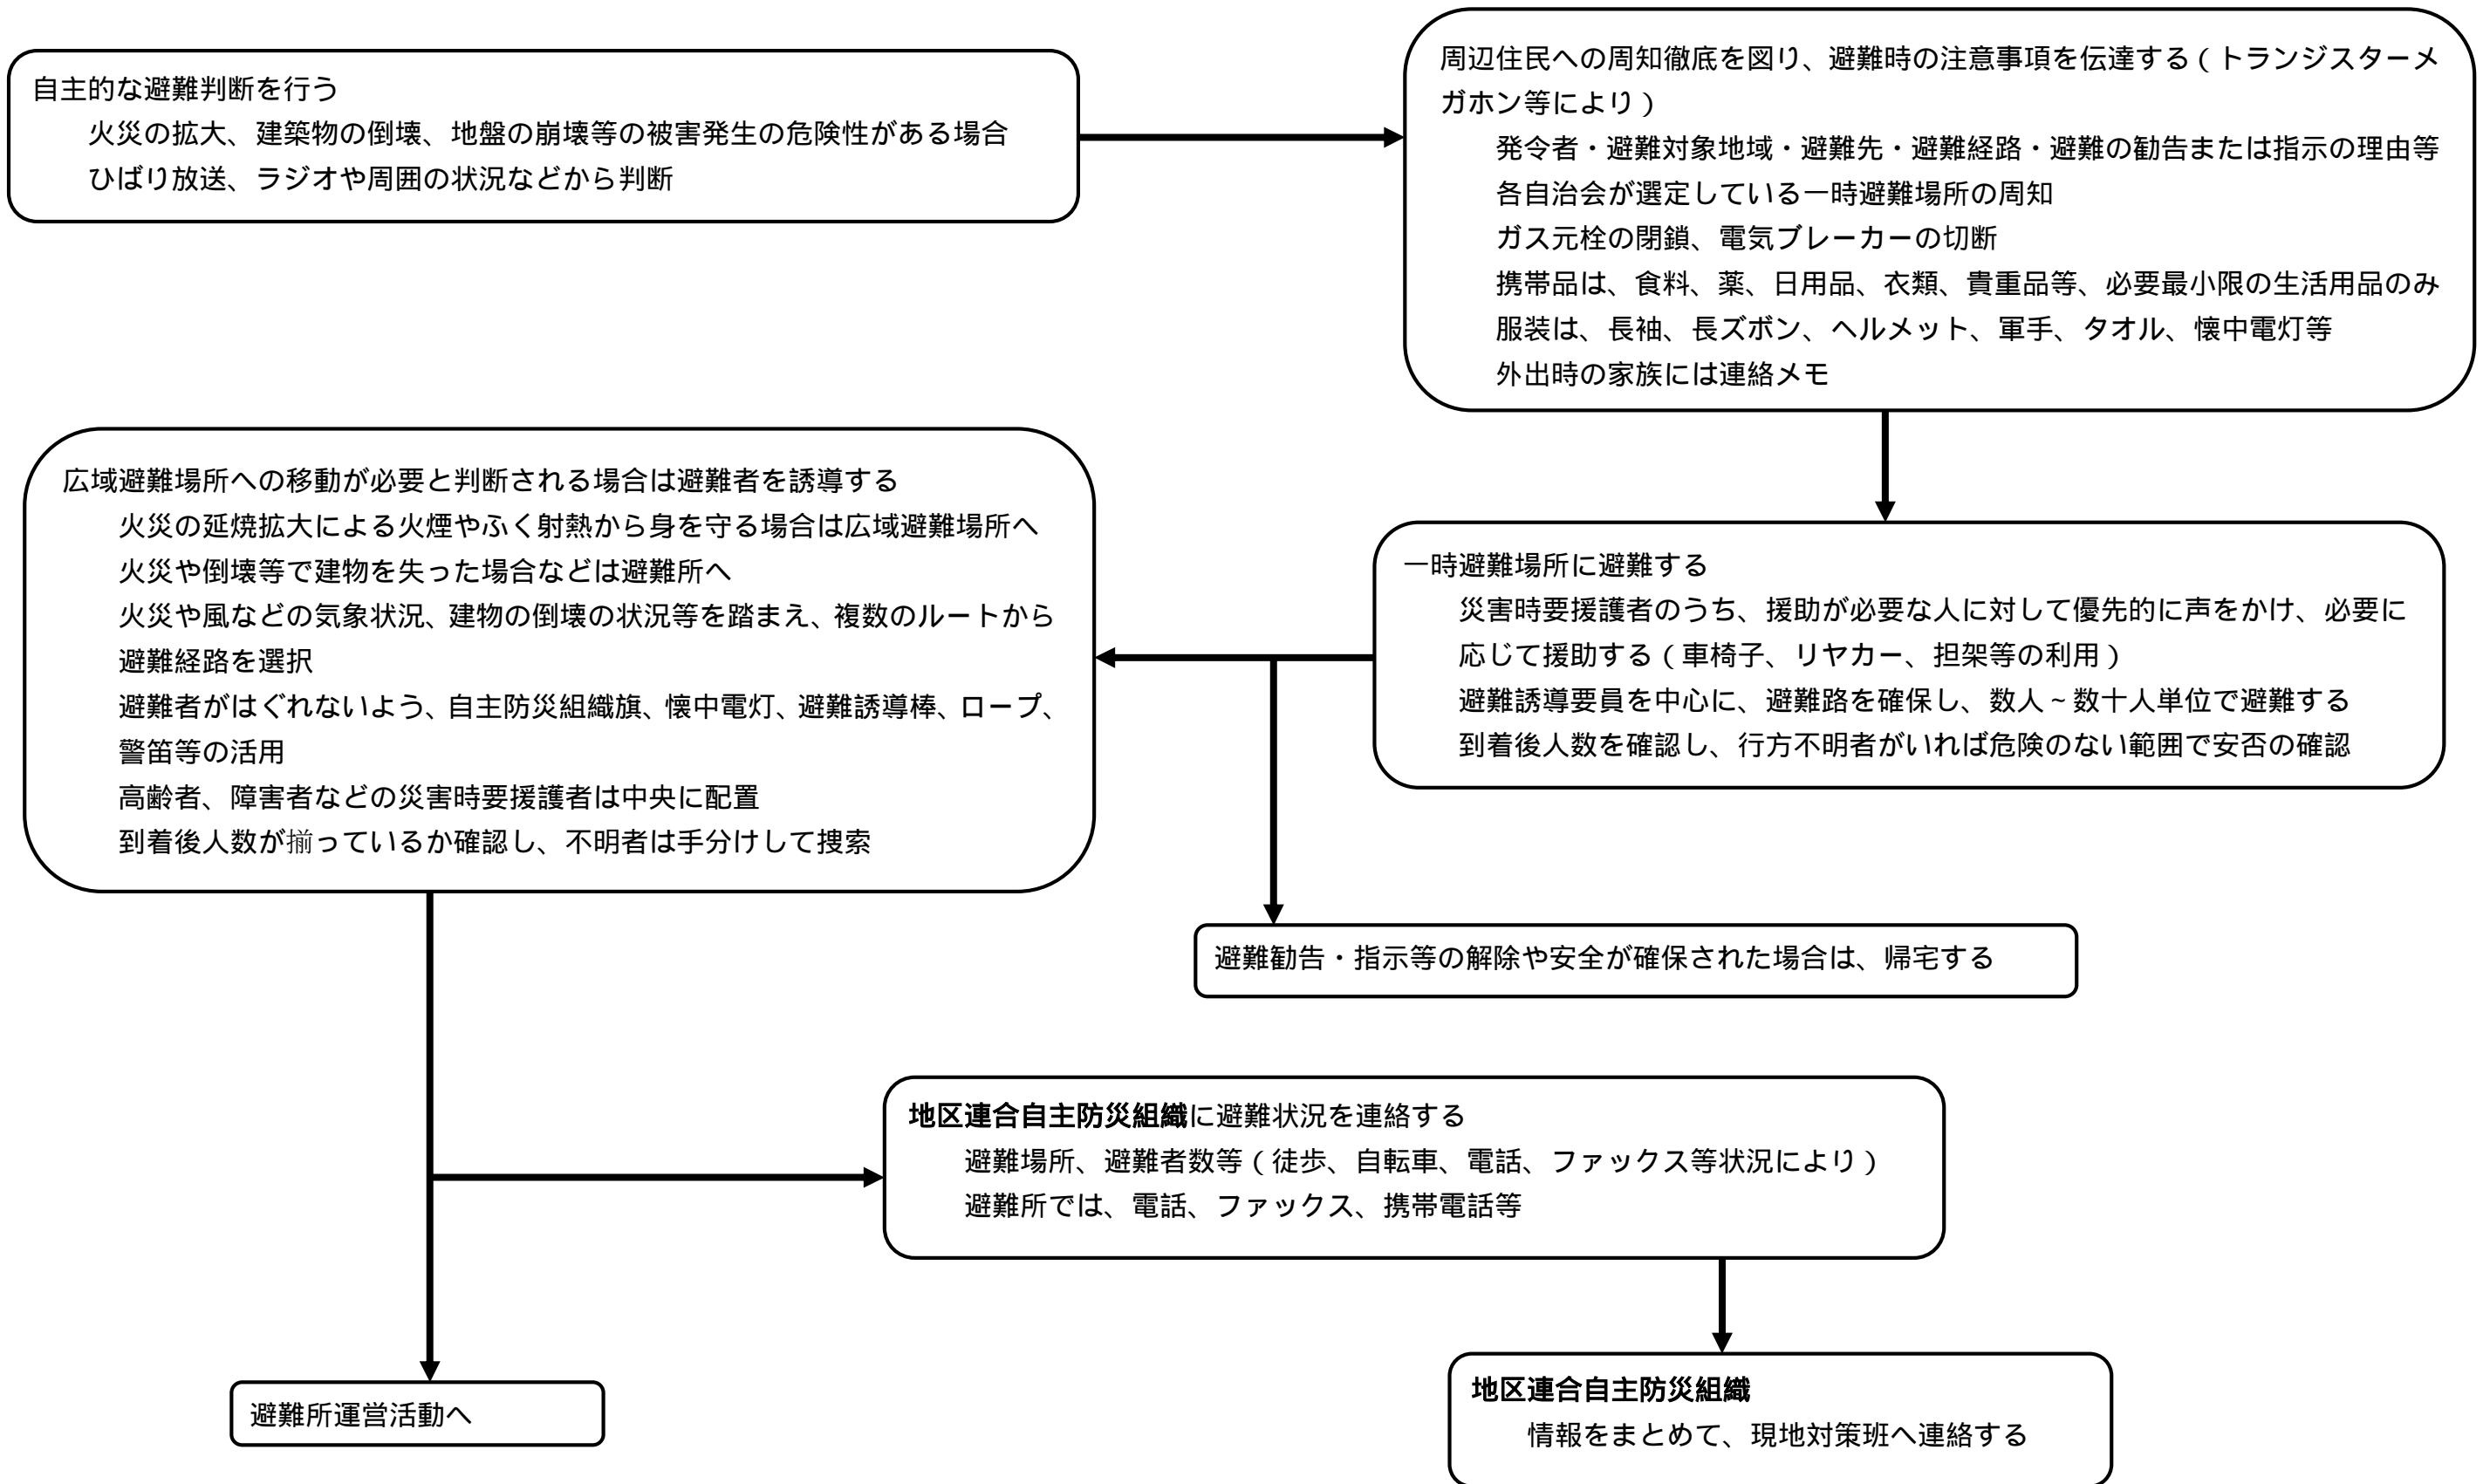 自主的な避難判断を行う
火災の拡大、建築物の倒壊、地盤の崩壊等の被害発生の危険性がある場合
ひばり放送、ラジオや周囲の状況などから判断
周辺住民への周知徹底を図り、避難時の注意事項を伝達する（トランジスターメ
ガホン等により）
発令者・避難対象地域・避難先・避難経路・避難の勧告または指示の理由等
各自治会が選定している一時避難場所の周知
ガス元栓の閉鎖、電気ブレーカーの切断
携帯品は、食料、薬、日用品、衣類、貴重品等、必要最小限の生活用品のみ
服装は、長袖、長ズボン、ヘルメット、軍手、タオル、懐中電灯等
外出時の家族には連絡メモ
一時避難場所に避難する
災害時要援護者のうち、援助が必要な人に対して優先的に声をかけ、必要に
応じて援助する（車椅子、リヤカー、担架等の利用）
避難誘導要員を中心に、避難路を確保し、数人～数十人単位で避難する
到着後人数を確認し、行方不明者がいれば危険のない範囲で安否の確認
広域避難場所への移動が必要と判断される場合は避難者を誘導する
火災の延焼拡大による火煙やふく射熱から身を守る場合は広域避難場所へ
火災や倒壊等で建物を失った場合などは避難所へ
火災や風などの気象状況、建物の倒壊の状況等を踏まえ、複数のルートから
避難経路を選択
避難者がはぐれないよう、自主防災組織旗、懐中電灯、避難誘導棒、ロープ、
警笛等の活用
高齢者、障害者などの災害時要援護者は中央に配置
到着後人数が揃っているか確認し、不明者は手分けして捜索
避難勧告・指示等の解除や安全が確保された場合は、帰宅する
地区連合自主防災組織に避難状況を連絡する
避難場所、避難者数等（徒歩、自転車、電話、ファックス等状況により）
避難所では、電話、ファックス、携帯電話等
避難所運営活動へ
地区連合自主防災組織
情報をまとめて、現地対策班へ連絡する